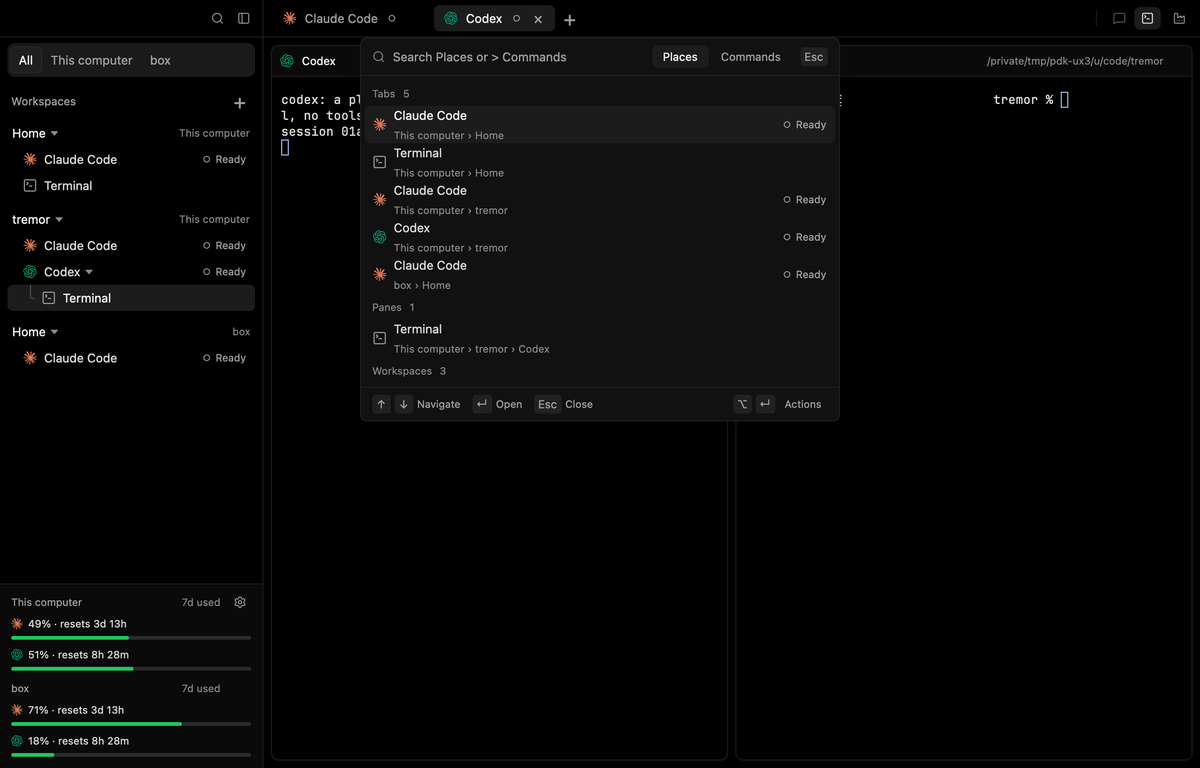 Claude Code
Codex
All This computer box
Workspaces
Home This computer
Claude Code Ready
Terminal
tremor This computer
Claude Code Ready
Codex Ready
Terminal
Home box
Claude Code Ready
This computer 7d used
49% · resets 3d 13h
51% · resets 8h 28m
box 7d used
71% · resets 3d 13h
18% · resets 8h 28m
Codex
codex: a
l, no tools
session
Search Places or > Commands Places Commands Esc
Tabs 5
Claude Code Ready
This computer › Home
Terminal
This computer › Home
Claude Code Ready
This computer › tremor
Codex Ready
This computer › tremor
Claude Code Ready
box › Home
Panes 1
Terminal
This computer › tremor › Codex
Workspaces 3
↑ ↓ Navigate ↵ Open Esc Close ⌥ ↵ Actions
/private/tmp/pdk-ux3/u/code/tremor
tremor %